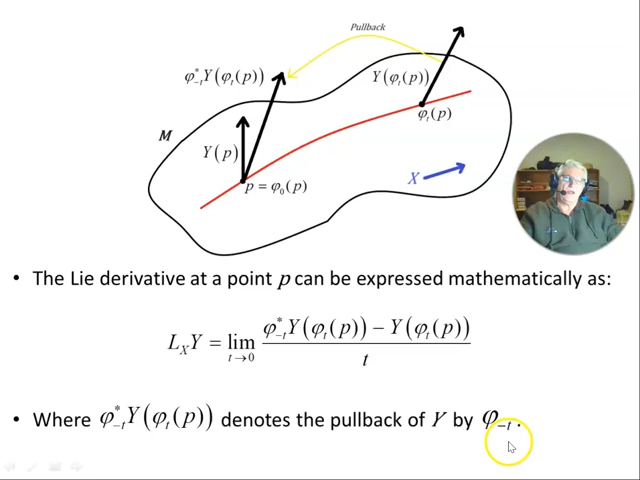 Pullback
φ*₋ₜY(φₜ(p))
Y(φₜ(p))
φₜ(p)
M
Y(p)
X
p = φ₀(p)
• The Lie derivative at a point p can be expressed mathematically as:
L_X Y = lim_{t→0} (φ*₋ₜY(φₜ(p)) − Y(φₜ(p))) / t
• Where φ*₋ₜY(φₜ(p)) denotes the pullback of Y by φ₋ₜ.